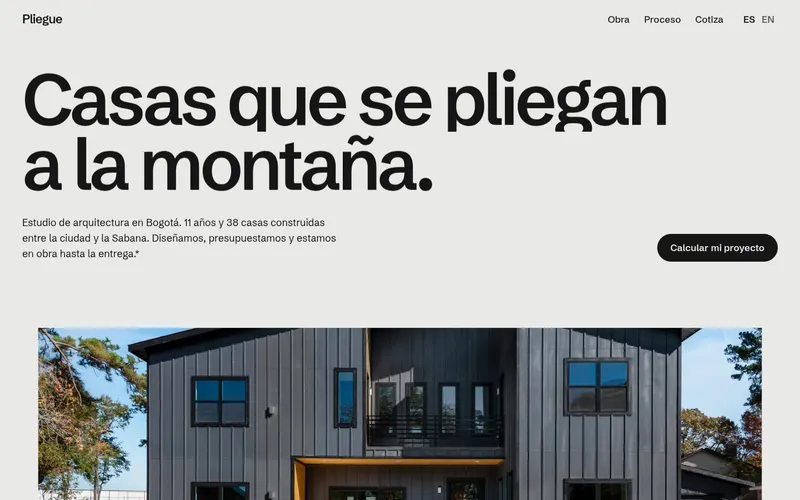 Pliegue
Obra Proceso Cotiza ES EN
Casas que se pliegan
a la montaña.
Estudio de arquitectura en Bogotá. 11 años y 38 casas construidas
entre la ciudad y la Sabana. Diseñamos, presupuestamos y estamos
en obra hasta la entrega.*
Calcular mi proyecto